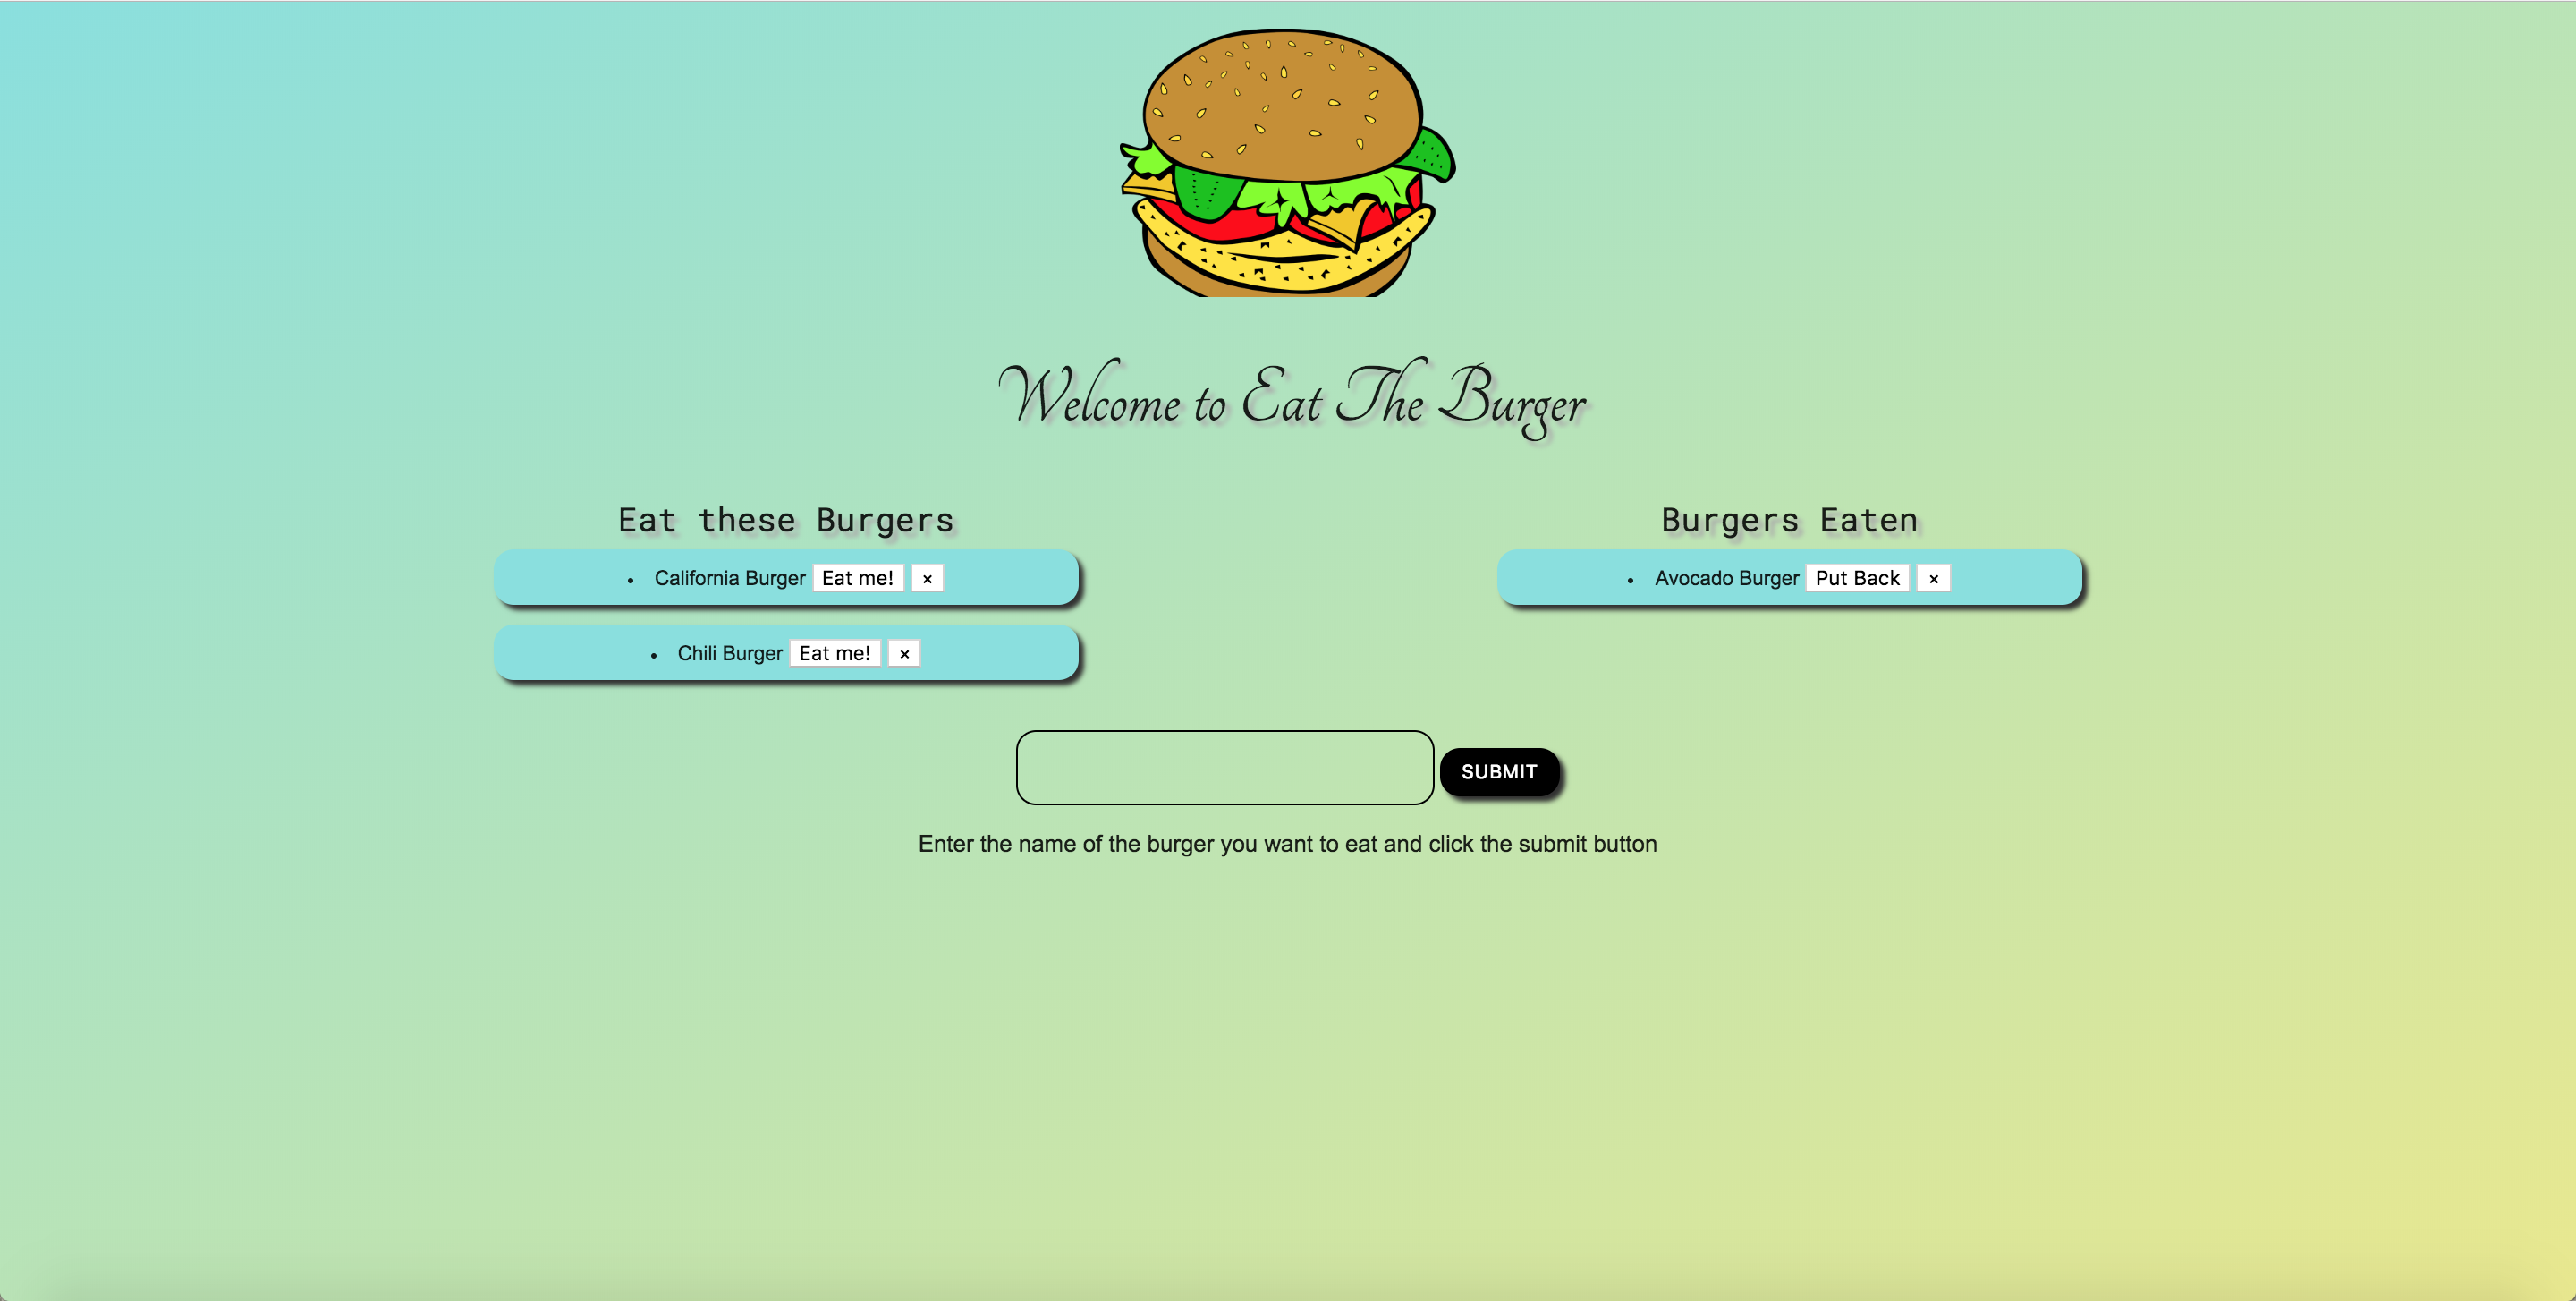 Welcome to Eat The Burger
Eat these Burgers
• California Burger Eat me! ×
• Chili Burger Eat me! ×
Burgers Eaten
• Avocado Burger Put Back ×
SUBMIT
Enter the name of the burger you want to eat and click the submit button